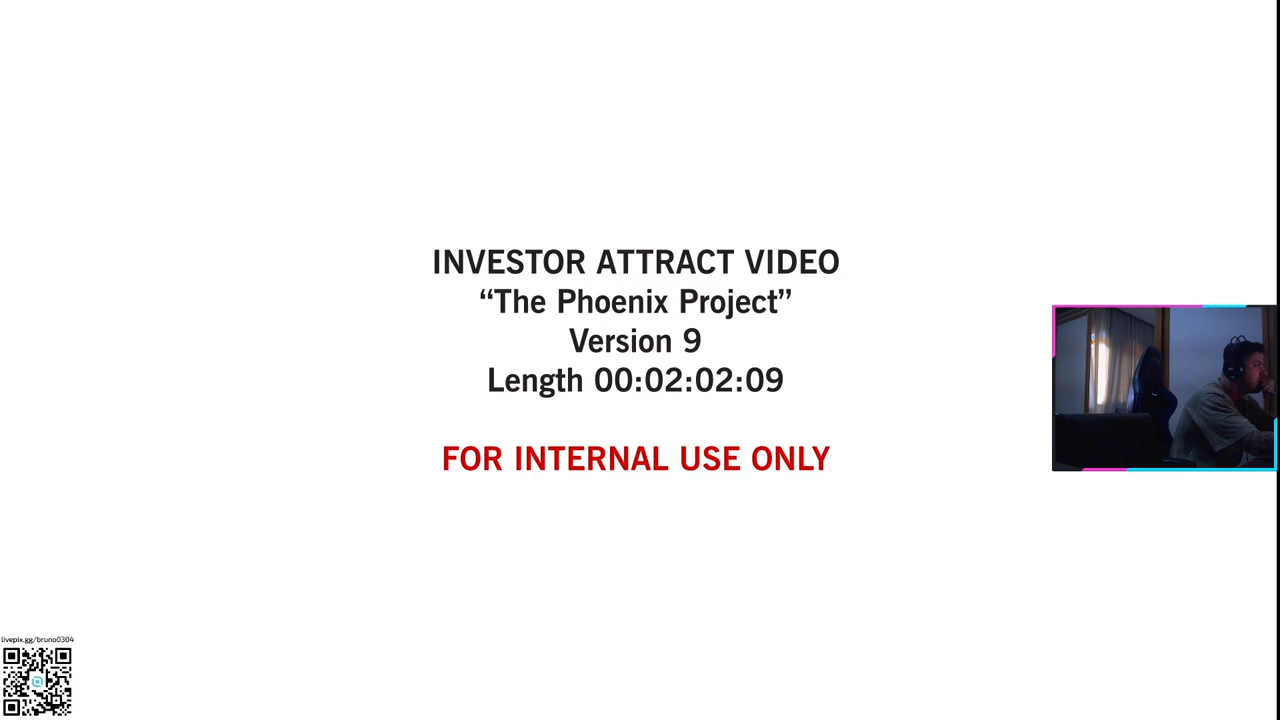 INVESTOR ATTRACT VIDEO
“The Phoenix Project”
Version 9
Length 00:02:02:09
FOR INTERNAL USE ONLY
livepix.gg/bruno0304